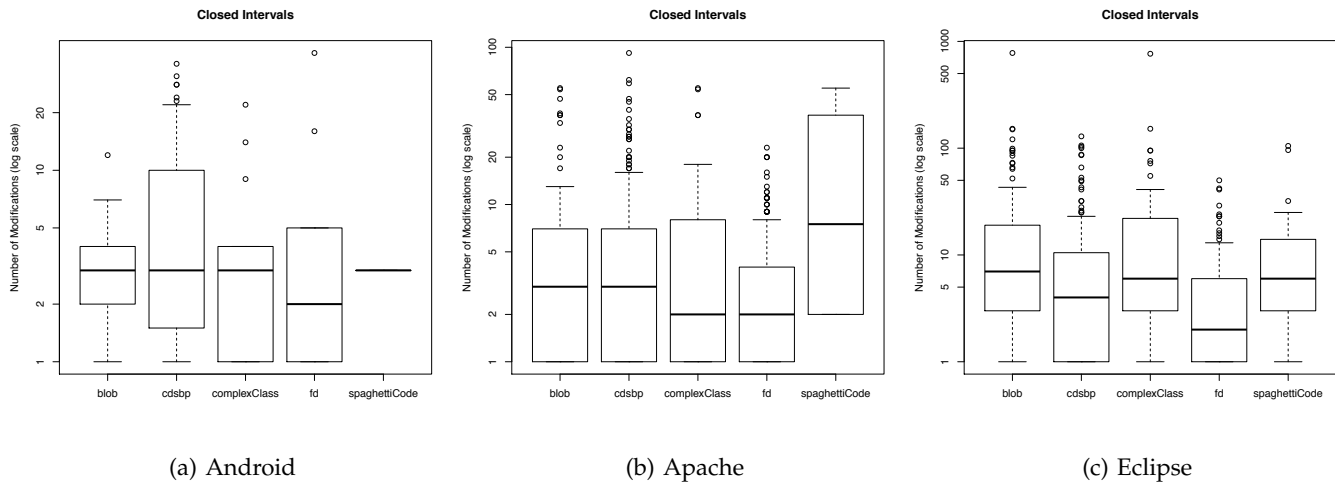 Closed Intervals
Number of Modifications (log scale)
20
10
5
2
1
blob
cdsbp
complexClass
fd
spaghettiCode
(a) Android
Closed Intervals
Number of Modifications (log scale)
100
50
20
10
5
2
1
blob
cdsbp
complexClass
fd
spaghettiCode
(b) Apache
Closed Intervals
Number of Modifications (log scale)
1000
500
100
50
10
5
1
blob
cdsbp
complexClass
fd
spaghettiCode
(c) Eclipse